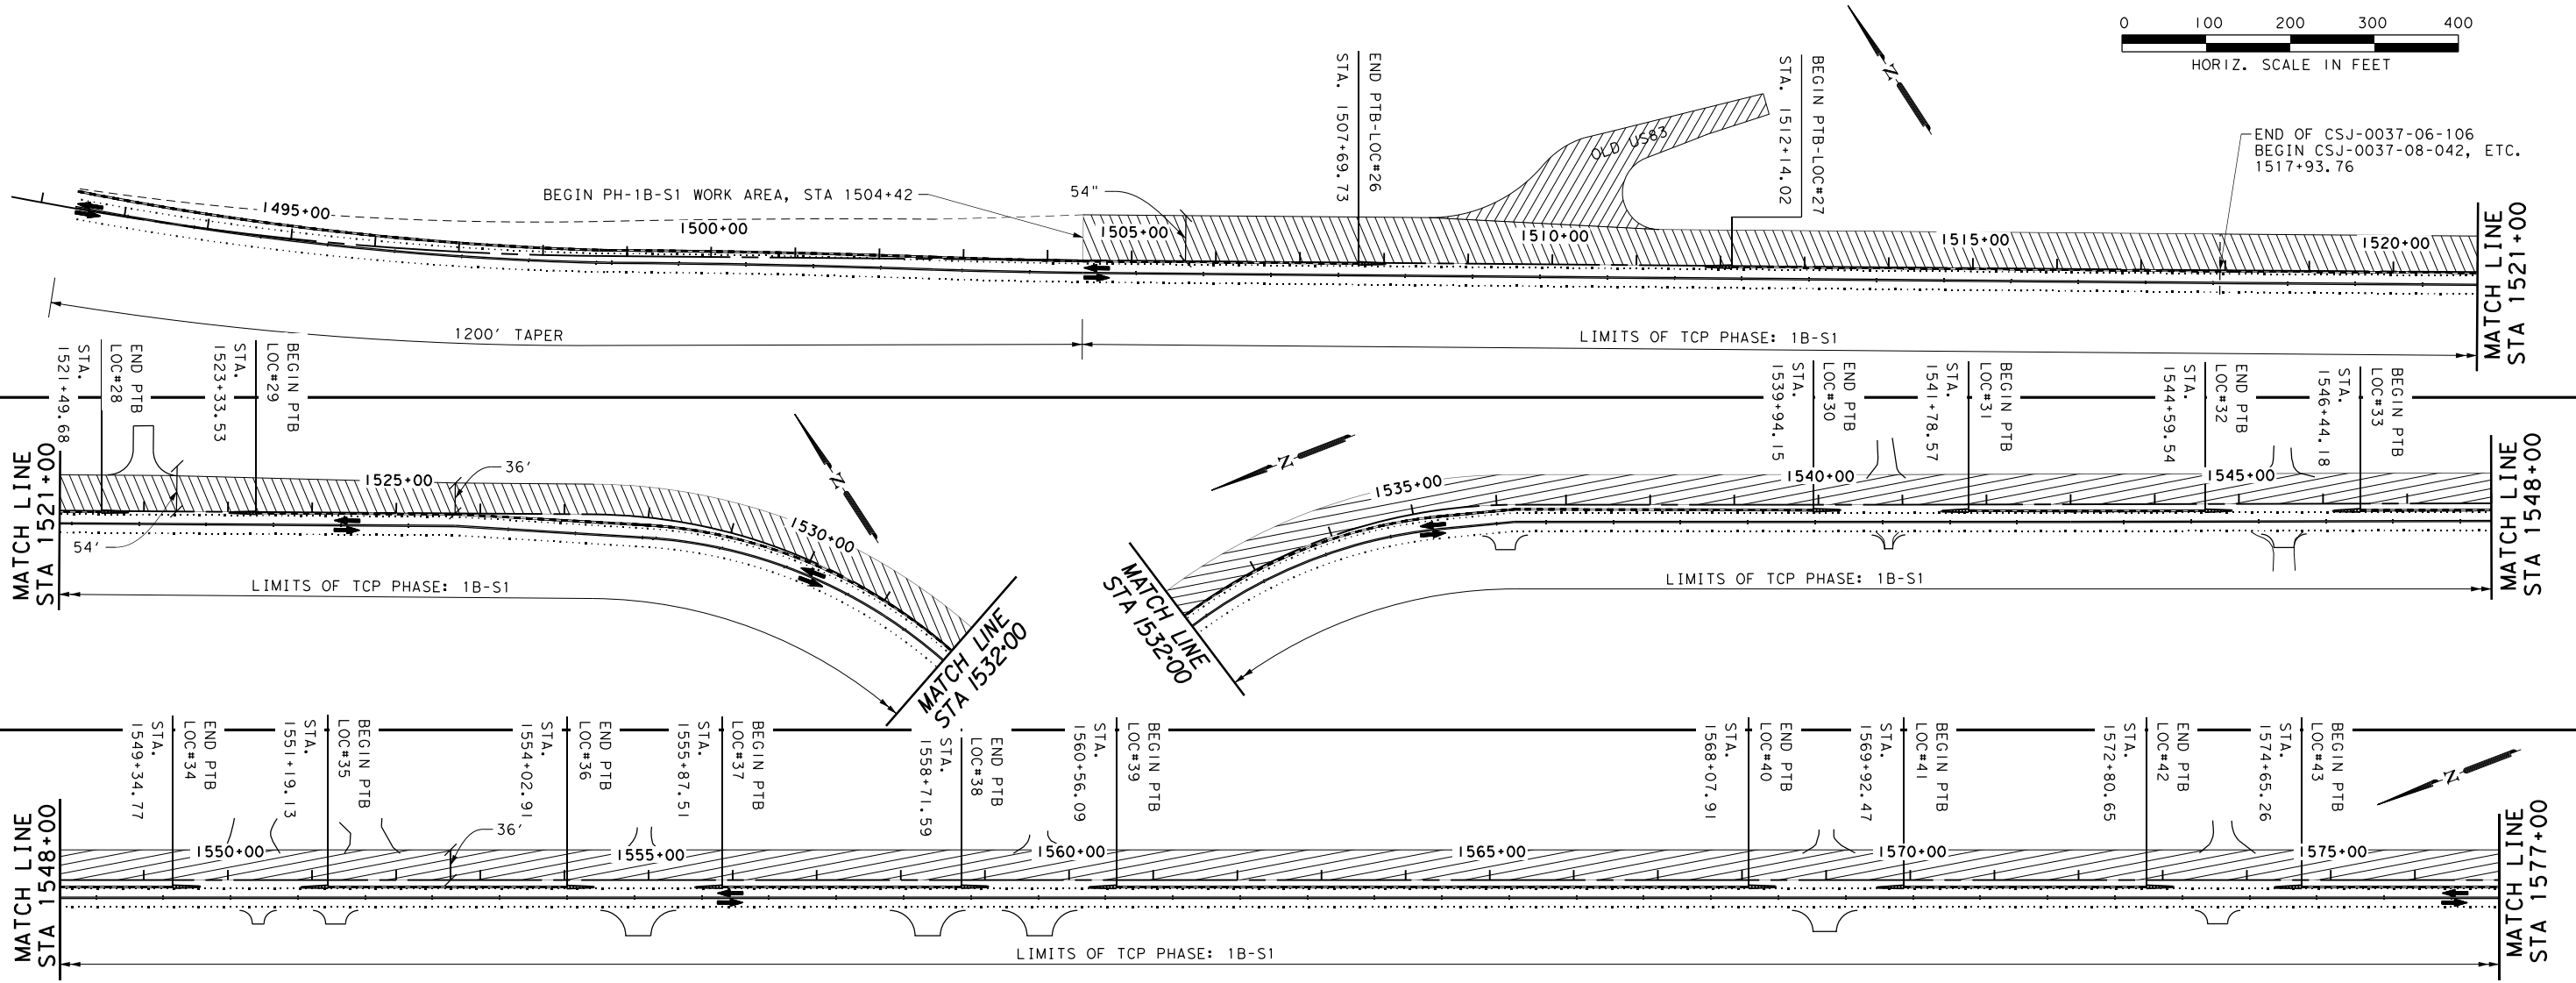 0 100 200 300 400
HORIZ. SCALE IN FEET
N
END PTB-LOC#26
STA. 1507+69.73
BEGIN PTB-LOC#27
STA. 1512+14.02
OLD US83
END OF CSJ-0037-06-106
BEGIN CSJ-0037-08-042, ETC.
1517+93.76
BEGIN PH-1B-S1 WORK AREA, STA 1504+42
54"
1495+00
1500+00
1505+00
1510+00
1515+00
1520+00
MATCH LINE
STA 1521+00
1200' TAPER
LIMITS OF TCP PHASE: 1B-S1
END PTB
LOC#28
STA.
1521+49.68
BEGIN PTB
LOC#29
STA.
1523+33.53
END PTB
LOC#30
STA.
1539+94.15
BEGIN PTB
LOC#31
STA.
1541+78.57
END PTB
LOC#32
STA.
1544+59.54
BEGIN PTB
LOC#33
STA.
1546+44.18
MATCH LINE
STA 1521+00
1525+00
36'
54'
N
1530+00
LIMITS OF TCP PHASE: 1B-S1
MATCH LINE
STA 1532+00
N
1535+00
1540+00
1545+00
MATCH LINE
STA 1532+00
LIMITS OF TCP PHASE: 1B-S1
MATCH LINE
STA 1548+00
END PTB
LOC#34
STA.
1549+34.77
BEGIN PTB
LOC#35
STA.
1551+19.13
END PTB
LOC#36
STA.
1554+02.91
BEGIN PTB
LOC#37
STA.
1555+87.51
END PTB
LOC#38
STA.
1558+71.59
BEGIN PTB
LOC#39
STA.
1560+56.09
END PTB
LOC#40
STA.
1568+07.91
BEGIN PTB
LOC#41
STA.
1569+92.47
END PTB
LOC#42
STA.
1572+80.65
BEGIN PTB
LOC#43
STA.
1574+65.26
N
MATCH LINE
STA 1548+00
1550+00
36'
1555+00
1560+00
1565+00
1570+00
1575+00
MATCH LINE
STA 1577+00
LIMITS OF TCP PHASE: 1B-S1